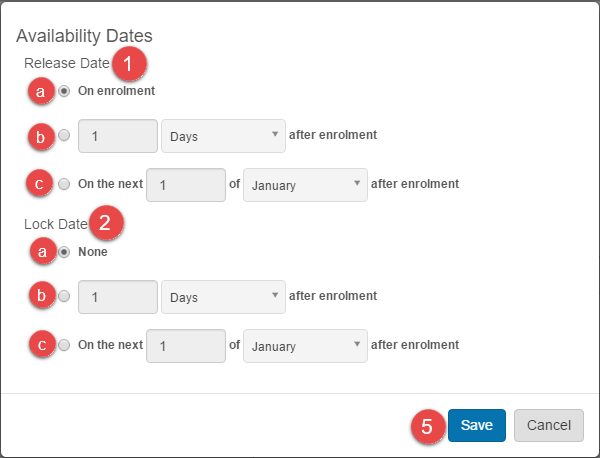 Availability Dates
Release Date 1
a On enrolment
b 1 Days after enrolment
c On the next 1 of January after enrolment
Lock Date 2
a None
b 1 Days after enrolment
c On the next 1 of January after enrolment
5 Save Cancel